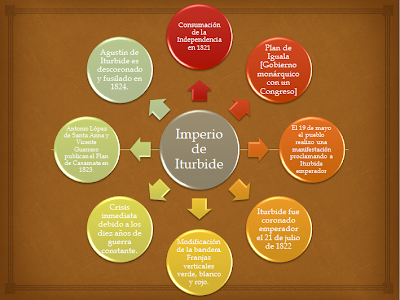 Consumación
de la
Independencia
en 1821
Plan de
Iguala
[Gobierno
monárquico
con un
Congreso]
El 19 de mayo
el pueblo
realizo una
manifestación
proclamando a
Iturbide
emperador
Iturbide fue
coronado
emperador
el 21 de julio
de 1822
Modificación
de la bandera.
Franjas
verticales
verde, blanco
y rojo.
Crisis
inmediata
debido a los
diez años de
guerra
constante.
Antonio López
de Santa Anna y
Vicente
Guerrero
publican el Plan
de Casamata en
1823.
Agustín de
Iturbide es
descoronado
y fusilado en
1824.
Imperio
de
Iturbide